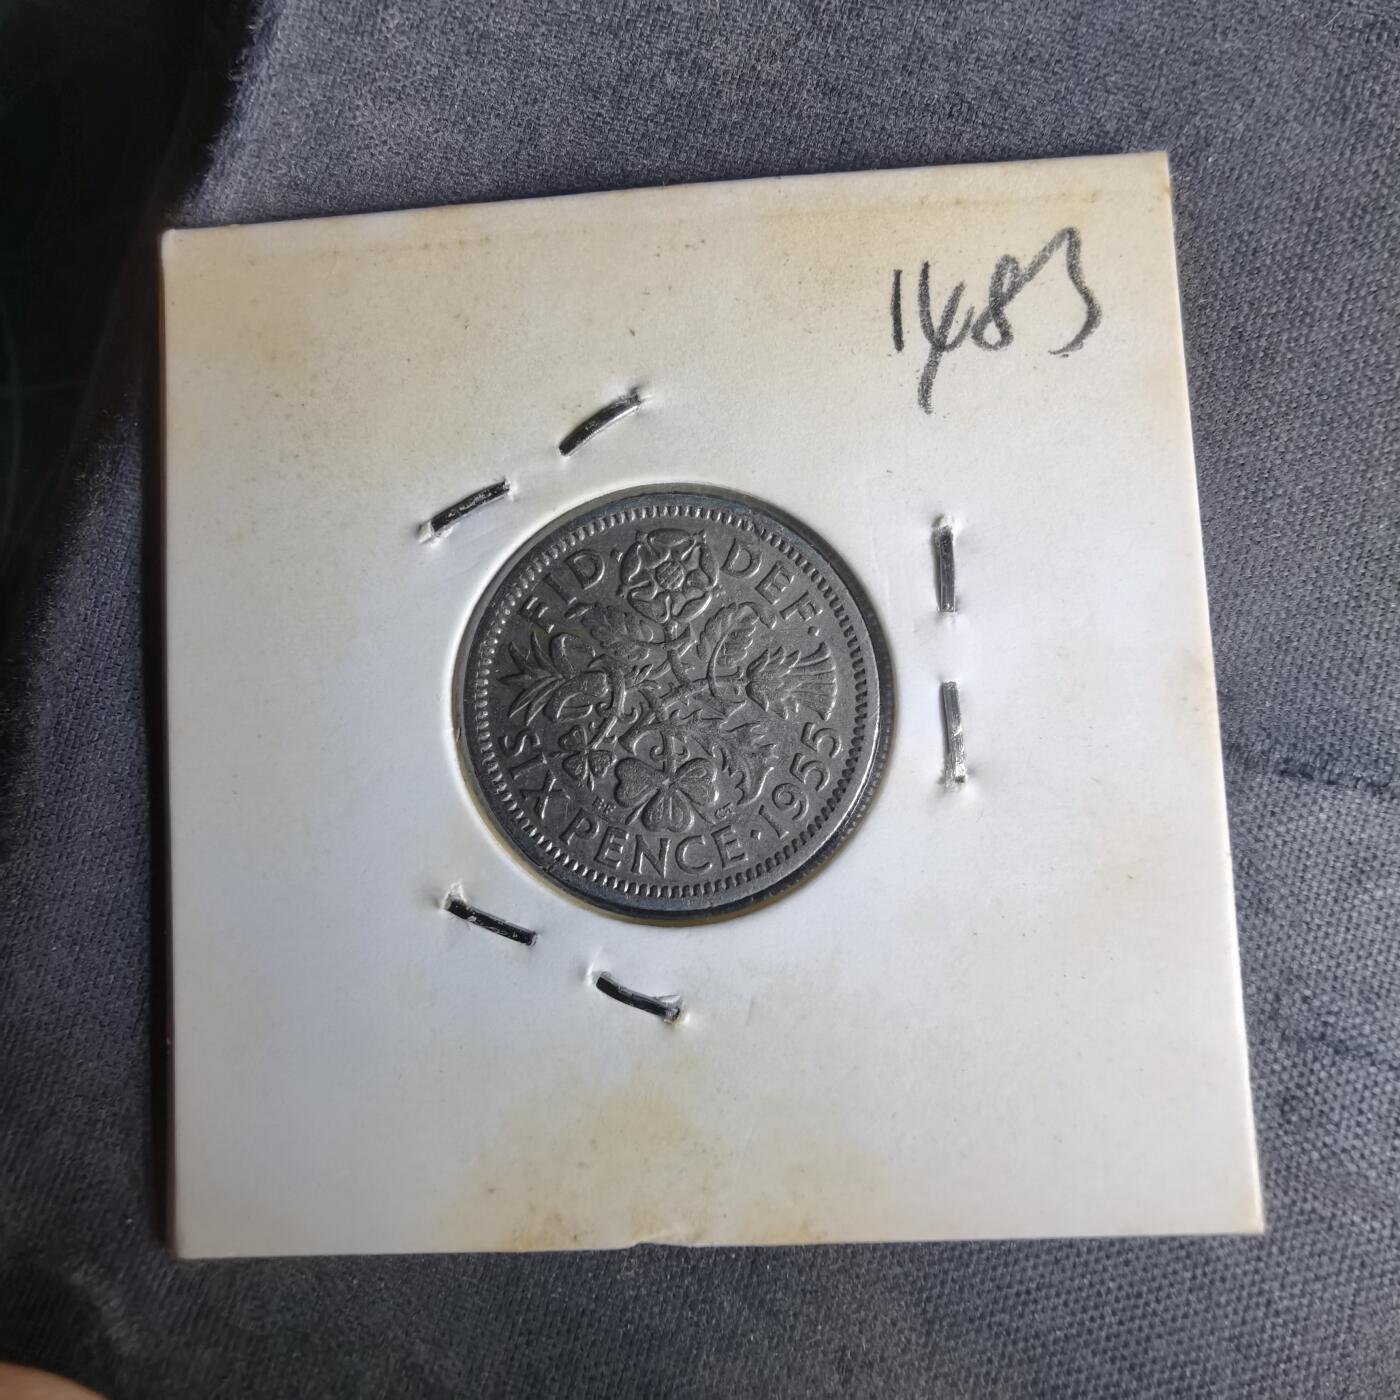 1483
FID DEF ·
SIX PENCE · 1955